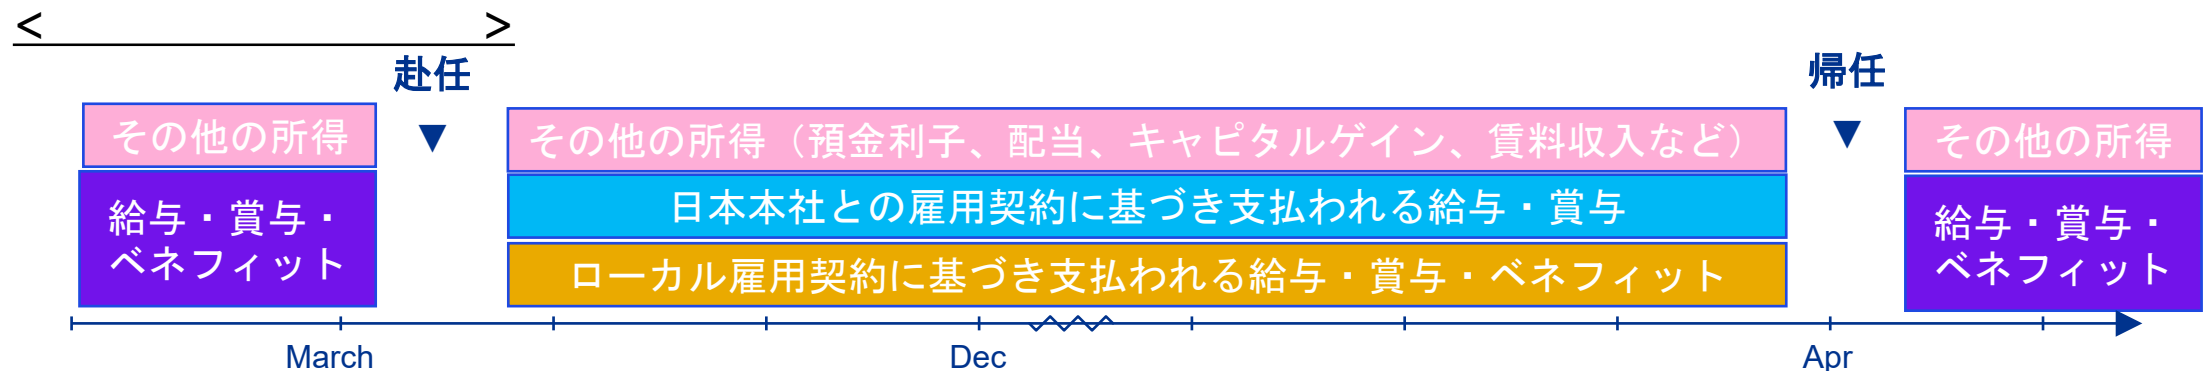 < >
赴任
帰任
その他の所得
給与・賞与・
ベネフィット
その他の所得（預金利子、配当、キャピタルゲイン、賃料収入など）
日本本社との雇用契約に基づき支払われる給与・賞与
ローカル雇用契約に基づき支払われる給与・賞与・ベネフィット
その他の所得
給与・賞与・
ベネフィット
March
Dec
Apr